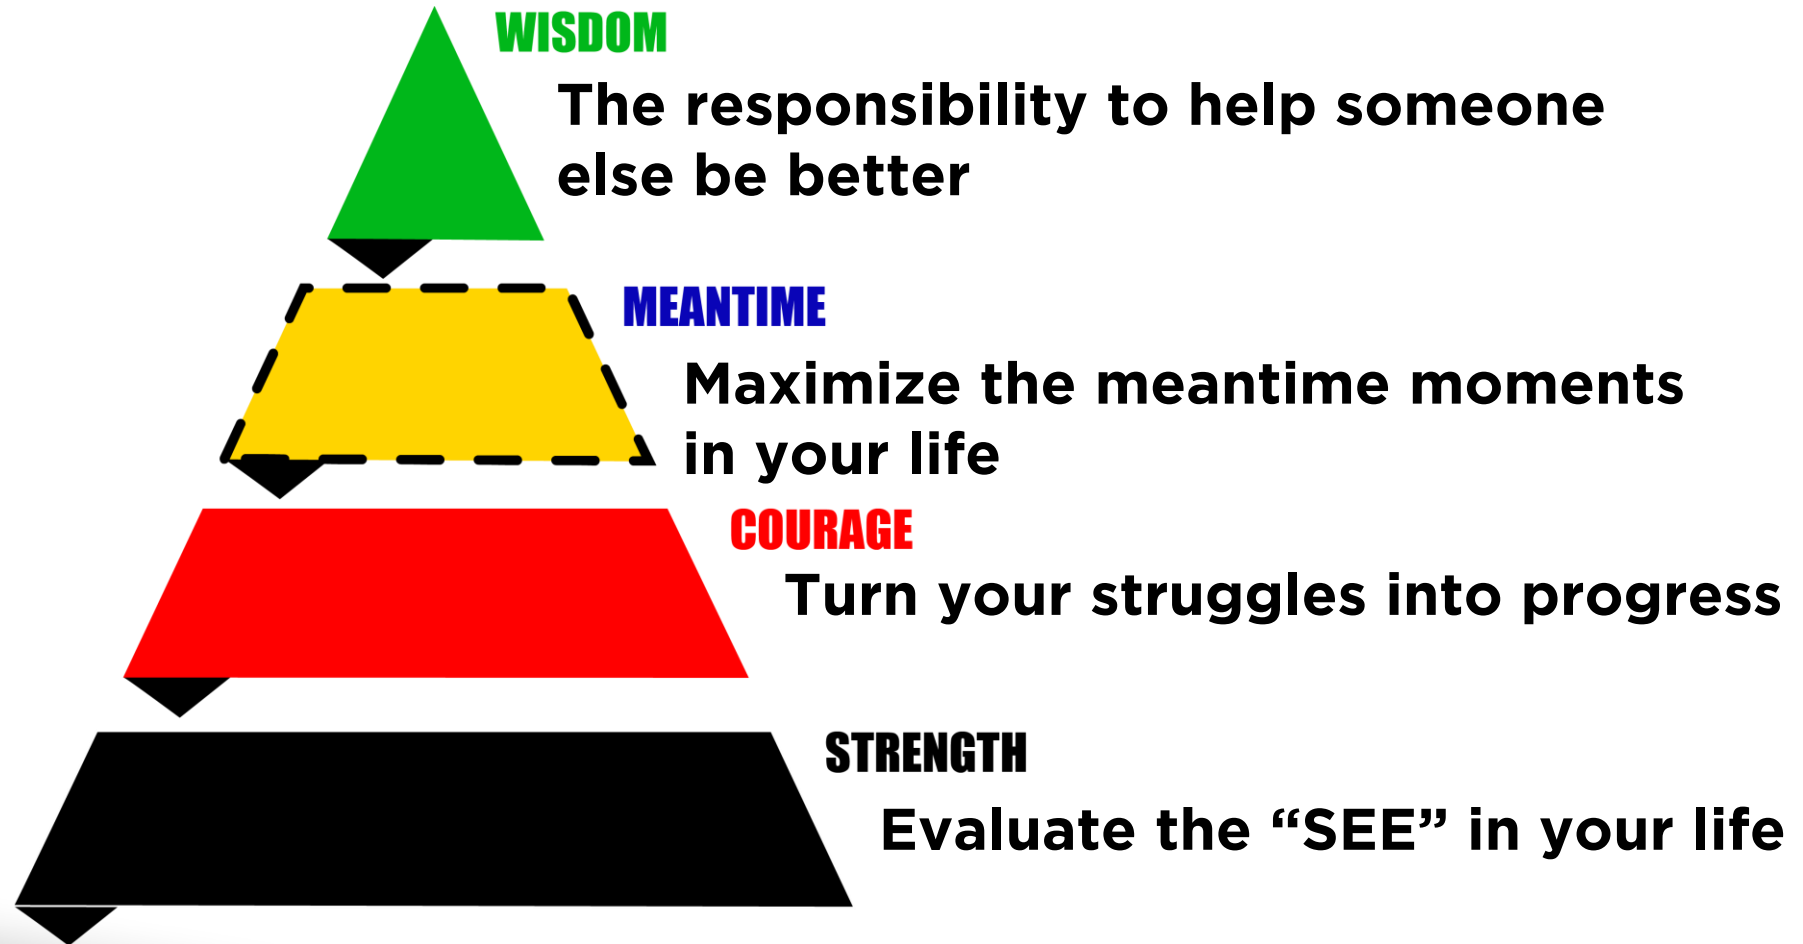 WISDOM
The responsibility to help someone
else be better
MEANTIME
Maximize the meantime moments
in your life
COURAGE
Turn your struggles into progress
STRENGTH
Evaluate the “SEE” in your life